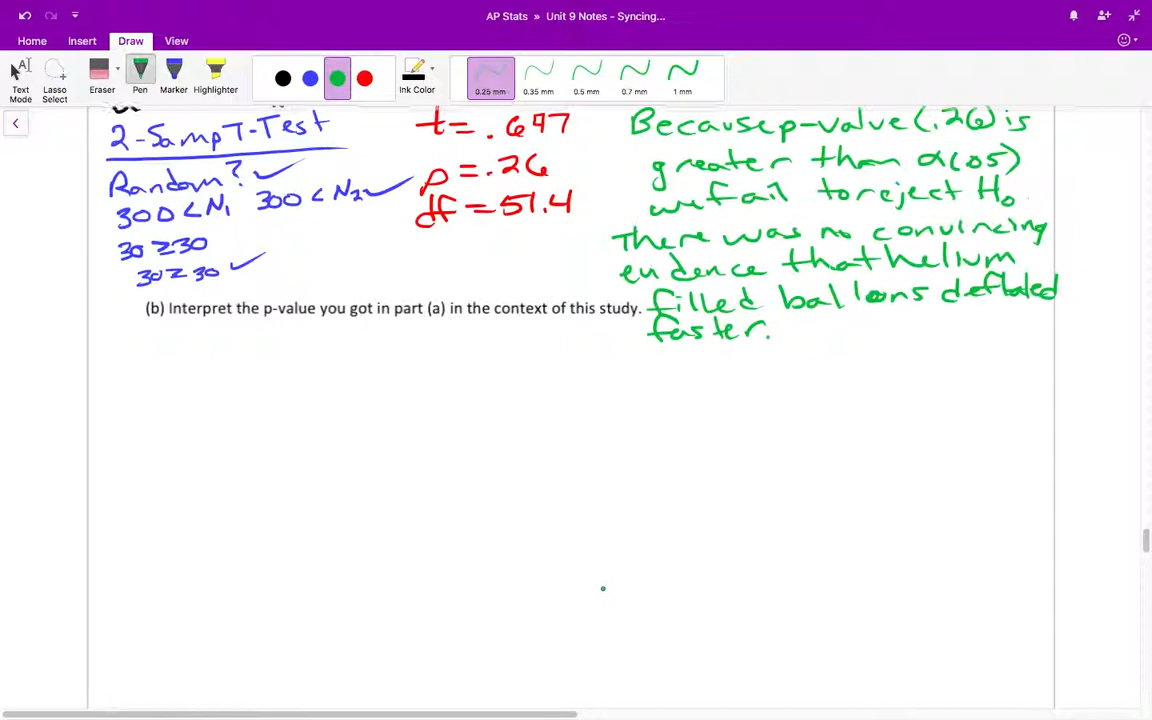 AP Stats » Unit 9 Notes - Syncing...
Home Insert Draw View
Text Mode
Lasso Select
Eraser
Pen
Marker
Highlighter
Ink Color
0.25 mm 0.35 mm 0.5 mm 0.7 mm 1 mm
2-Samp T-Test
Random? ✓
300 < N₁ 300 < N₂ ✓
30 ≥ 30
30 ≥ 30 ✓
t = .647
p = .26
df = 51.4
Because p-value (.26) is
greater than α(.05)
we fail to reject H₀
There was no convincing
evidence that helium
filled balloons deflated
faster.
(b) Interpret the p-value you got in part (a) in the context of this study.